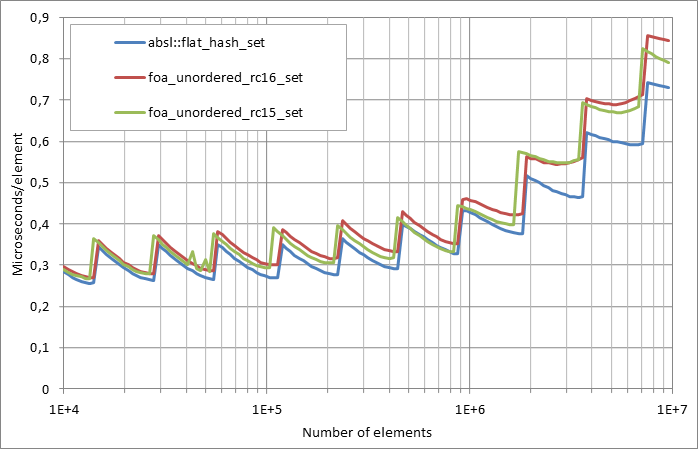 0,9
0,8
0,7
0,6
0,5
0,4
0,3
0,2
0,1
0
Microseconds/element
absl::flat_hash_set
foa_unordered_rc16_set
foa_unordered_rc15_set
1E+4 1E+5 1E+6 1E+7
Number of elements